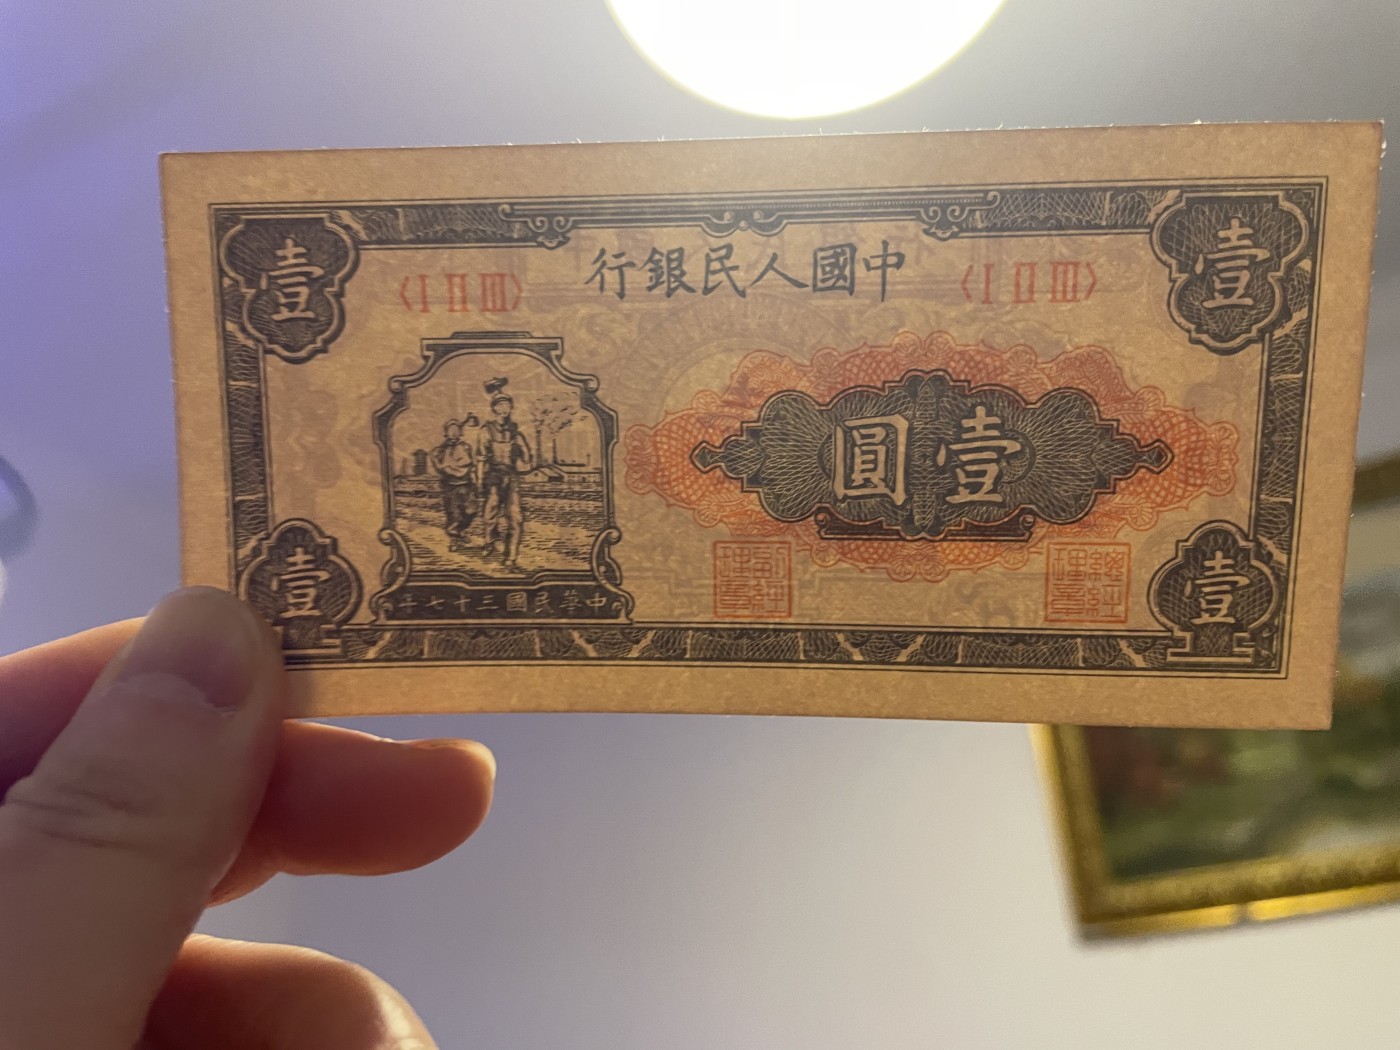 壹
壹
中國人民銀行
〈Ⅰ Ⅱ Ⅲ〉
〈Ⅰ Ⅱ Ⅲ〉
壹圓
總經理章
副經理章
中華民國三十七年
壹
壹